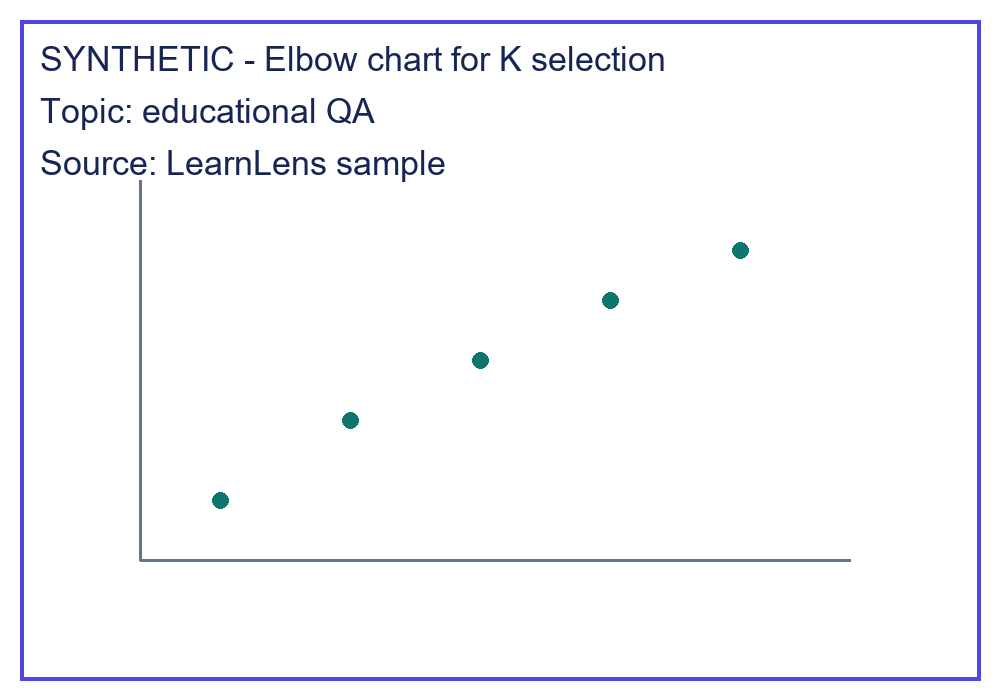 SYNTHETIC - Elbow chart for K selection
Topic: educational QA
Source: LearnLens sample